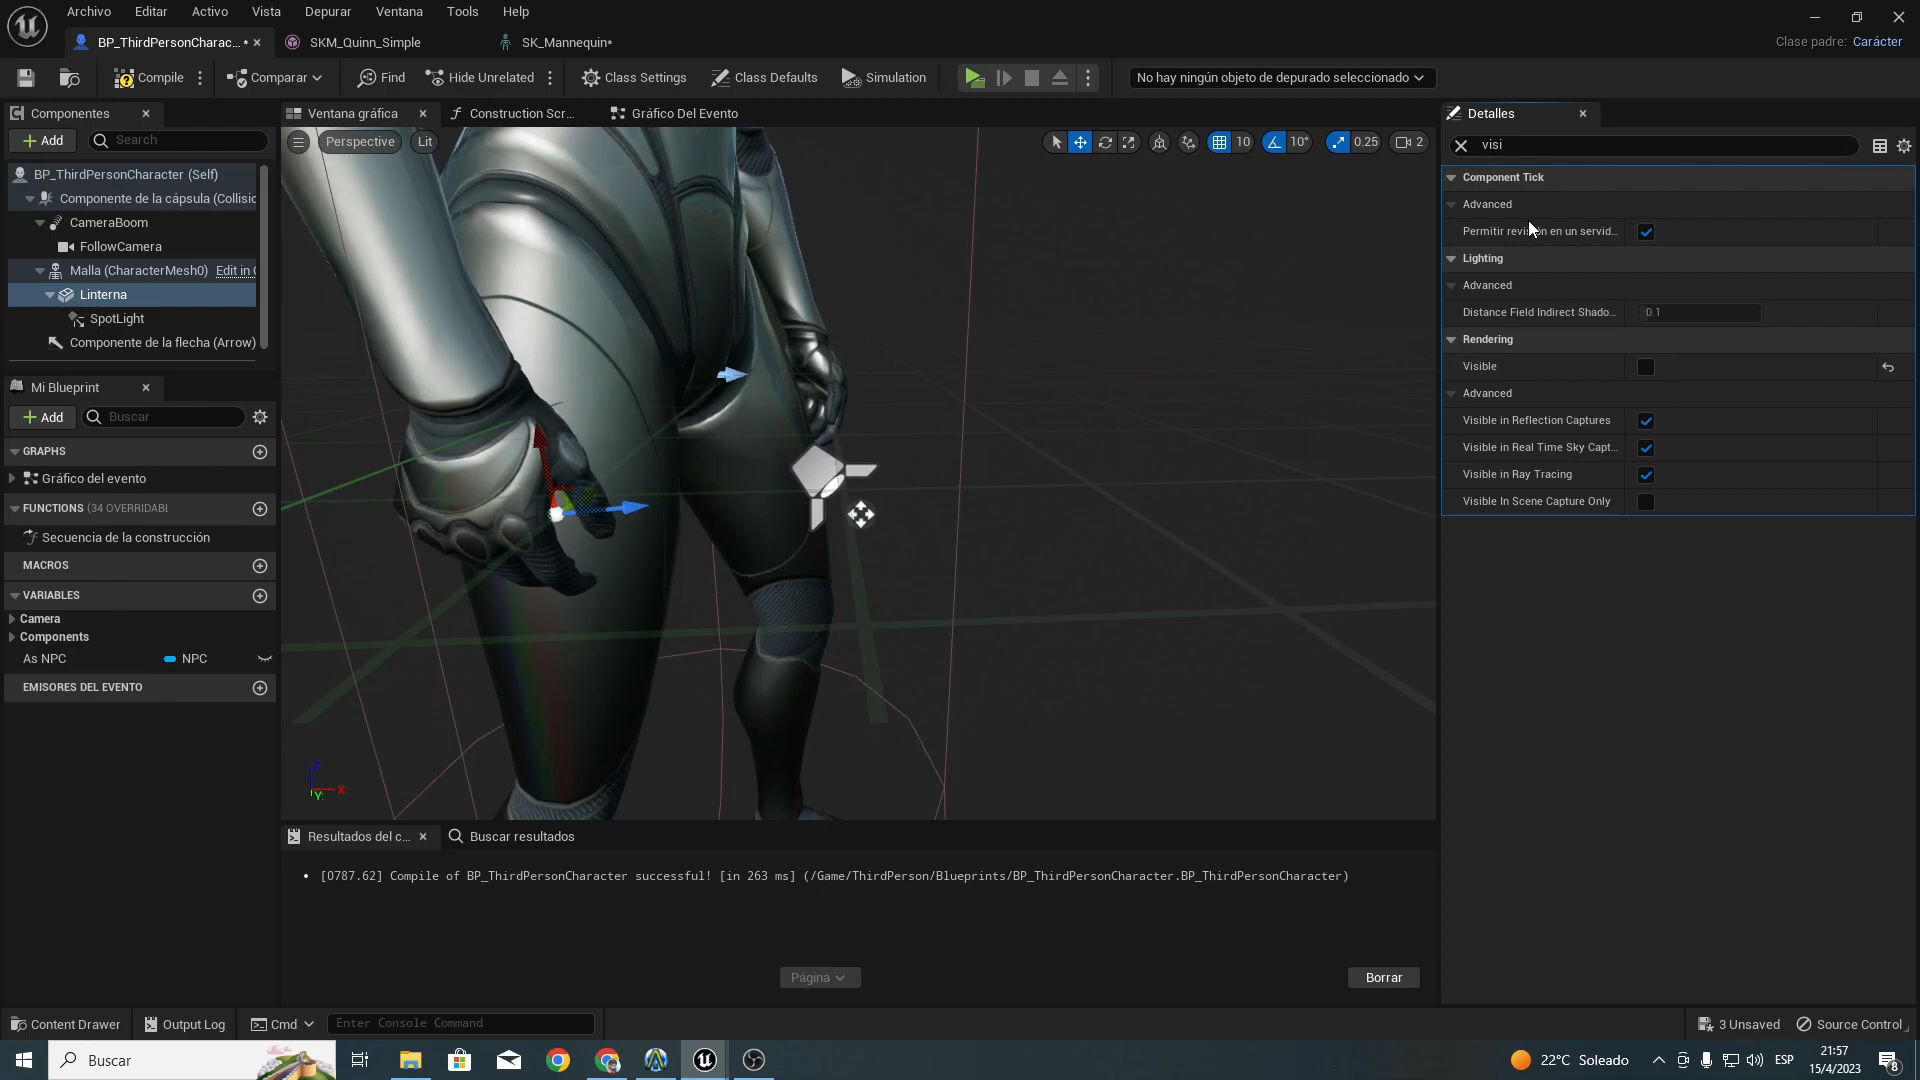 Archivo Editar Activo Vista Depurar Ventana Tools Help
BP_ThirdPersonCharac... * SKM_Quinn_Simple SK_Mannequin* Clase padre: Carácter
Compile Comparar Find Hide Unrelated Class Settings Class Defaults Simulation No hay ningún objeto de depurado seleccionado
Componentes
Add Search
BP_ThirdPersonCharacter (Self)
Componente de la cápsula (Collisic
CameraBoom
FollowCamera
Malla (CharacterMesh0) Edit in
Linterna
SpotLight
Componente de la flecha (Arrow)
Mi Blueprint
Add Buscar
GRAPHS
Gráfico del evento
FUNCTIONS (34 OVERRIDABL
Secuencia de la construcción
MACROS
VARIABLES
Camera
Components
As NPC NPC
EMISORES DEL EVENTO
Ventana gráfica Construction Scr... Gráfico Del Evento
Perspective Lit 10 10° 0.25 2
Z
X
Y
Resultados del c... Buscar resultados
[0787.62] Compile of BP_ThirdPersonCharacter successful! [in 263 ms] (/Game/ThirdPerson/Blueprints/BP_ThirdPersonCharacter.BP_ThirdPersonCharacter)
Página Borrar
Detalles
visi
Component Tick
Advanced
Permitir revisión en un servid...
Lighting
Advanced
Distance Field Indirect Shado... 0.1
Rendering
Visible
Advanced
Visible in Reflection Captures
Visible in Real Time Sky Capt...
Visible in Ray Tracing
Visible In Scene Capture Only
Content Drawer Output Log Cmd Enter Console Command 3 Unsaved Source Control
Buscar 22°C Soleado ESP 21:57
15/4/2023 8